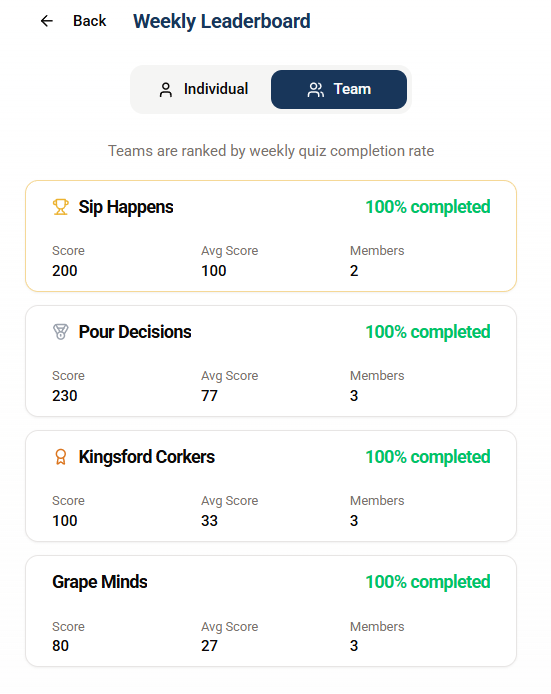 Back Weekly Leaderboard
Individual Team
Teams are ranked by weekly quiz completion rate
Sip Happens 100% completed
Score Avg Score Members
200 100 2
Pour Decisions 100% completed
Score Avg Score Members
230 77 3
Kingsford Corkers 100% completed
Score Avg Score Members
100 33 3
Grape Minds 100% completed
Score Avg Score Members
80 27 3